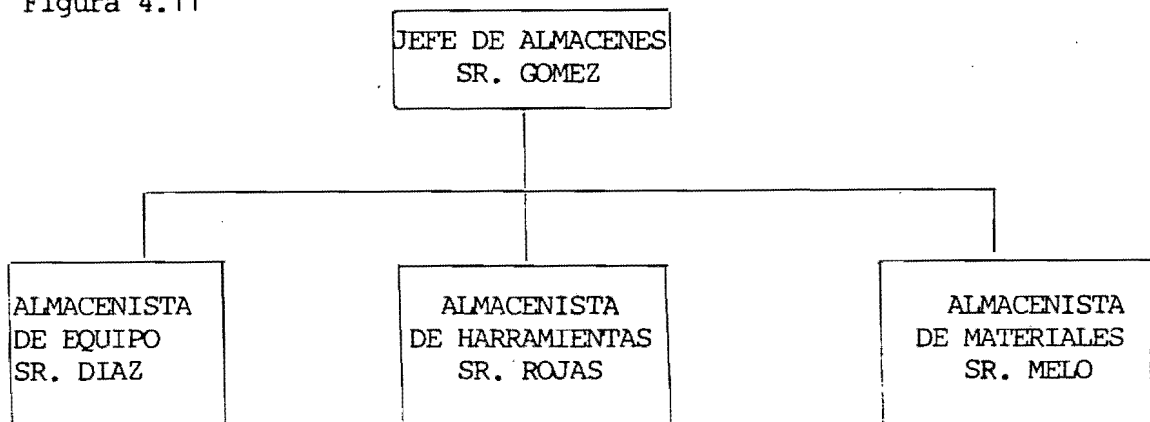 Figura 4.11
JEFE DE ALMACENES
SR. GOMEZ
ALMACENISTA
DE EQUIPO
SR. DIAZ
ALMACENISTA
DE HARRAMIENTAS
SR. ROJAS
ALMACENISTA
DE MATERIALES
SR. MELO